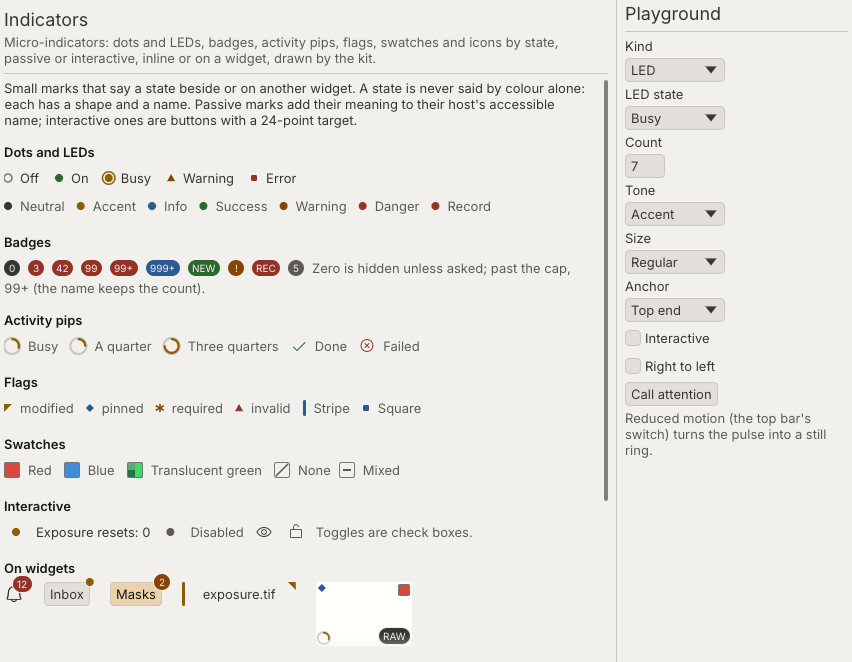 Indicators
Micro-indicators: dots and LEDs, badges, activity pips, flags, swatches and icons by state,
passive or interactive, inline or on a widget, drawn by the kit.
Small marks that say a state beside or on another widget. A state is never said by colour alone:
each has a shape and a name. Passive marks add their meaning to their host's accessible
name; interactive ones are buttons with a 24-point target.
Dots and LEDs
Off On Busy Warning Error
Neutral Accent Info Success Warning Danger Record
Badges
0 3 42 99 99+ 999+ NEW ! REC 5 Zero is hidden unless asked; past the cap,
99+ (the name keeps the count).
Activity pips
Busy A quarter Three quarters Done Failed
Flags
modified pinned * required invalid Stripe Square
Swatches
Red Blue Translucent green None Mixed
Interactive
Exposure resets: 0 Disabled Toggles are check boxes.
On widgets
12 Inbox Masks 2 exposure.tif RAW
Playground
Kind
LED
LED state
Busy
Count
7
Tone
Accent
Size
Regular
Anchor
Top end
Interactive
Right to left
Call attention
Reduced motion (the top bar's
switch) turns the pulse into a still
ring.